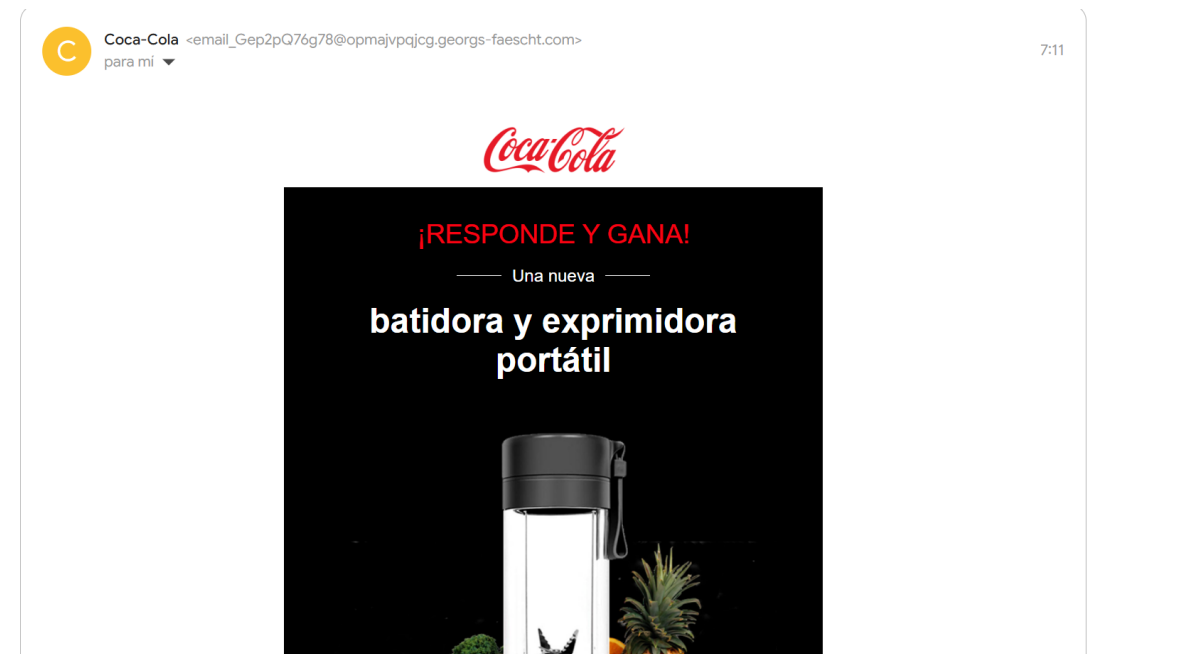 C
Coca-Cola <email_Gep2pQ76g78@opmajvpqjcg.georgs-faescht.com>
7:11
para mí
Coca-Cola
¡RESPONDE Y GANA!
Una nueva
batidora y exprimidora
portátil